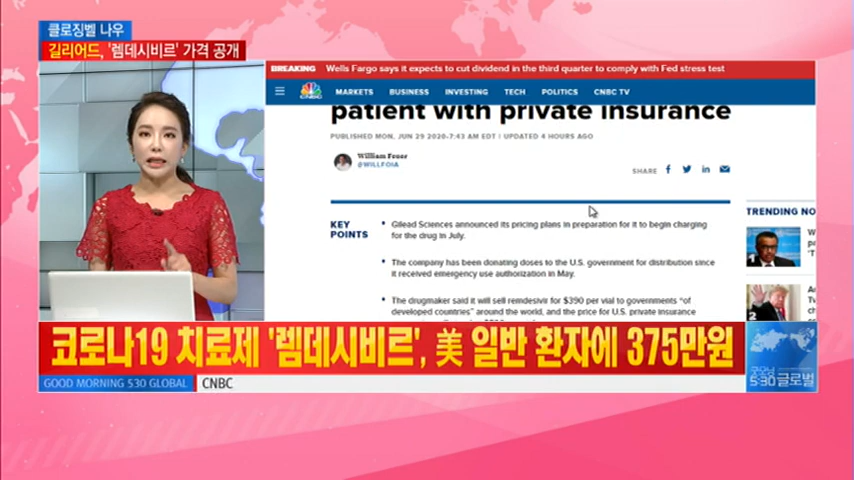 클로징벨 나우
길리어드, '렘데시비르' 가격 공개
BREAKING Wells Fargo says it expects to cut dividend in the third quarter to comply with Fed stress test
CNBC MARKETS BUSINESS INVESTING TECH POLITICS CNBC TV
patient with private insurance
PUBLISHED MON, JUN 29 2020-7:43 AM EDT | UPDATED 4 HOURS AGO
William Feuer
@WILLFOIA
SHARE
KEY POINTS
Gilead Sciences announced its pricing plans in preparation for it to begin charging
for the drug in July.
The company has been donating doses to the U.S. government for distribution since
it received emergency use authorization in May.
The drugmaker said it will sell remdesivir for $390 per vial to governments "of
developed countries" around the world, and the price for U.S. private insurance
TRENDING NO
코로나19 치료제 '렘데시비르', 美 일반 환자에 375만원
GOOD MORNING 530 GLOBAL CNBC
굿모닝
5:30 글로벌